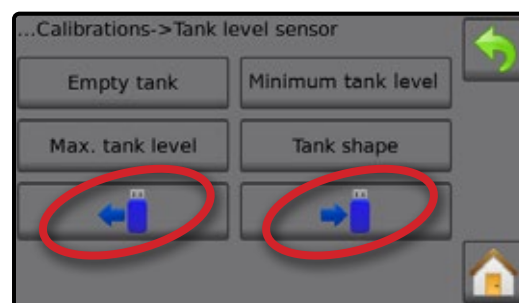 ...Calibrations->Tank level sensor
Empty tank
Minimum tank level
Max. tank level
Tank shape